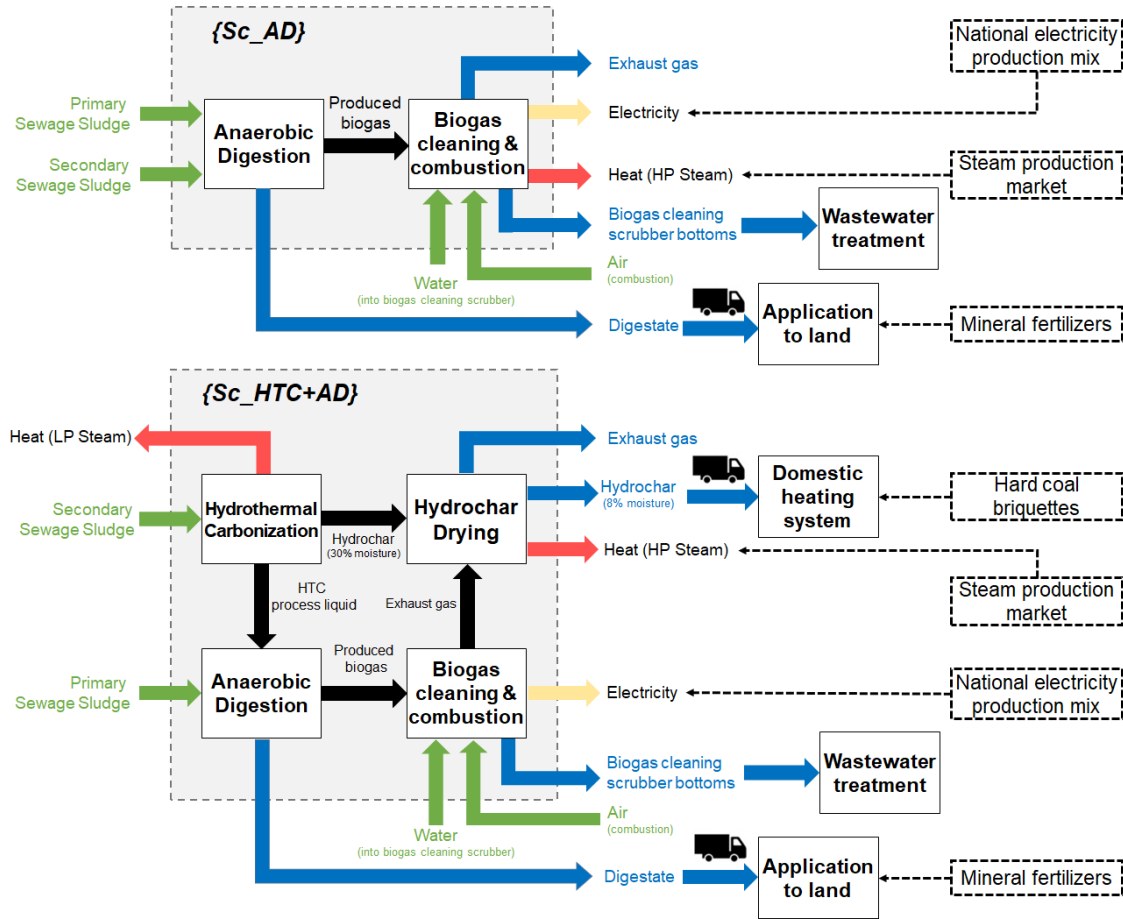 {Sc_AD}
National electricity
production mix
Exhaust gas
Primary
Sewage Sludge
Produced
biogas
Anaerobic
Digestion
Biogas
cleaning &
combustion
Electricity
Secondary
Sewage Sludge
Heat (HP Steam)
Steam production
market
Biogas cleaning
scrubber bottoms
Wastewater
treatment
Water
(into biogas cleaning scrubber)
Air
(combustion)
Digestate
Application
to land
Mineral fertilizers
{Sc_HTC+AD}
Heat (LP Steam)
Exhaust gas
Secondary
Sewage Sludge
Hydrothermal
Carbonization
Hydrochar
(30% moisture)
Hydrochar
Drying
Hydrochar
(8% moisture)
Domestic
heating
system
Hard coal
briquettes
Heat (HP Steam)
Steam production
market
HTC
process liquid
Exhaust gas
Primary
Sewage Sludge
Produced
biogas
Anaerobic
Digestion
Biogas
cleaning &
combustion
Electricity
National electricity
production mix
Biogas cleaning
scrubber bottoms
Wastewater
treatment
Water
(into biogas cleaning scrubber)
Air
(combustion)
Digestate
Application
to land
Mineral fertilizers